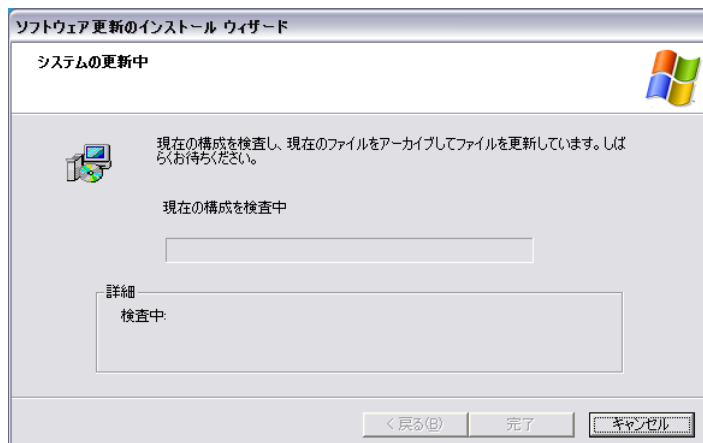 ソフトウェア更新のインストール ウィザード
システムの更新中
現在の構成を検査し、現在のファイルをアーカイブしてファイルを更新しています。しば
らくお待ちください。
現在の構成を検査中
詳細
検査中:
< 戻る(B)
完了
キャンセル